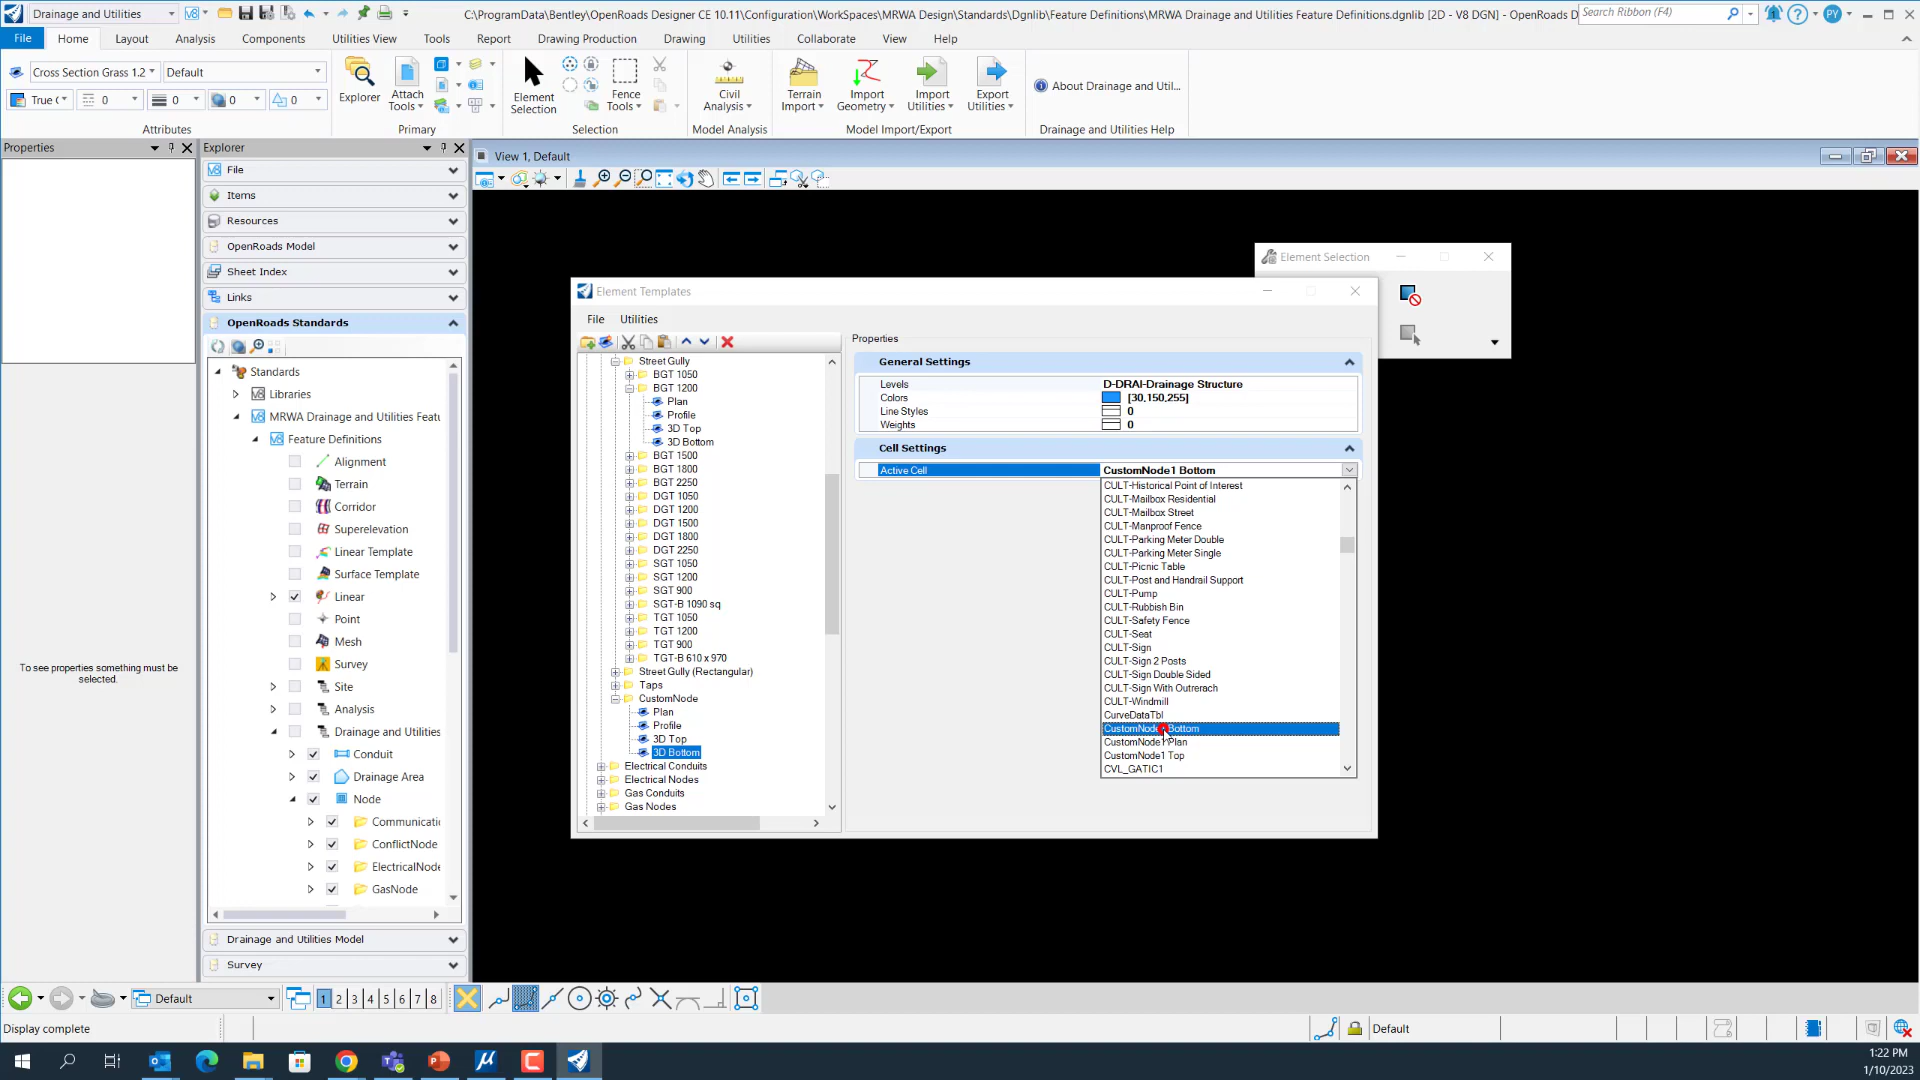 Drainage and Utilities
C:\ProgramData\Bentley\OpenRoads Designer CE 10.11\Configuration\WorkSpaces\MRWA Design\Standards\Dgnlib\Feature Definitions\MRWA Drainage and Utilities Feature Definitions.dgnlib [2D - V8 DGN] - OpenRoads D
Search Ribbon (F4)
PY
File Home Layout Analysis Components Utilities View Tools Report Drawing Production Drawing Utilities Collaborate View Help
Cross Section Grass 1.2
Default
0 0 0 0
Attributes
Explorer
Attach
Tools
Primary
Element
Selection
Fence
Tools
Selection
Civil
Analysis
Model Analysis
Terrain
Import
Import
Geometry
Import
Utilities
Export
Utilities
Model Import/Export
About Drainage and Util...
Drainage and Utilities Help
Properties
To see properties something must be
selected.
Explorer
File
Items
Resources
OpenRoads Model
Sheet Index
Links
OpenRoads Standards
Standards
Libraries
MRWA Drainage and Utilities Featu
Feature Definitions
Alignment
Terrain
Corridor
Superelevation
Linear Template
Surface Template
Linear
Point
Mesh
Survey
Site
Analysis
Drainage and Utilities
Conduit
Drainage Area
Node
Communicatio
ConflictNode
ElectricalNode
GasNode
Drainage and Utilities Model
Survey
View 1, Default
Element Selection
Element Templates
File Utilities
Street Gully
BGT 1050
BGT 1200
Plan
Profile
3D Top
3D Bottom
BGT 1500
BGT 1800
BGT 2250
DGT 1050
DGT 1200
DGT 1500
DGT 1800
DGT 2250
SGT 1050
SGT 1200
SGT 900
SGT-B 1090 sq
TGT 1050
TGT 1200
TGT 900
TGT-B 610 x 970
Street Gully (Rectangular)
Taps
CustomNode
Plan
Profile
3D Top
3D Bottom
Electrical Conduits
Electrical Nodes
Gas Conduits
Gas Nodes
Properties
General Settings
Levels D-DRAI-Drainage Structure
Colors [30,150,255]
Line Styles 0
Weights 0
Cell Settings
Active Cell CustomNode1 Bottom
CULT-Historical Point of Interest
CULT-Mailbox Residential
CULT-Mailbox Street
CULT-Manproof Fence
CULT-Parking Meter Double
CULT-Parking Meter Single
CULT-Picnic Table
CULT-Post and Handrail Support
CULT-Pump
CULT-Rubbish Bin
CULT-Safety Fence
CULT-Seat
CULT-Sign
CULT-Sign 2 Posts
CULT-Sign Double Sided
CULT-Sign With Outreach
CULT-Windmill
CurveDataTbl
CustomNode Bottom
CustomNode1 Plan
CustomNode1 Top
CVL_GATIC1
Default
1 2 3 4 5 6 7 8
Display complete
Default
1:22 PM
1/10/2023